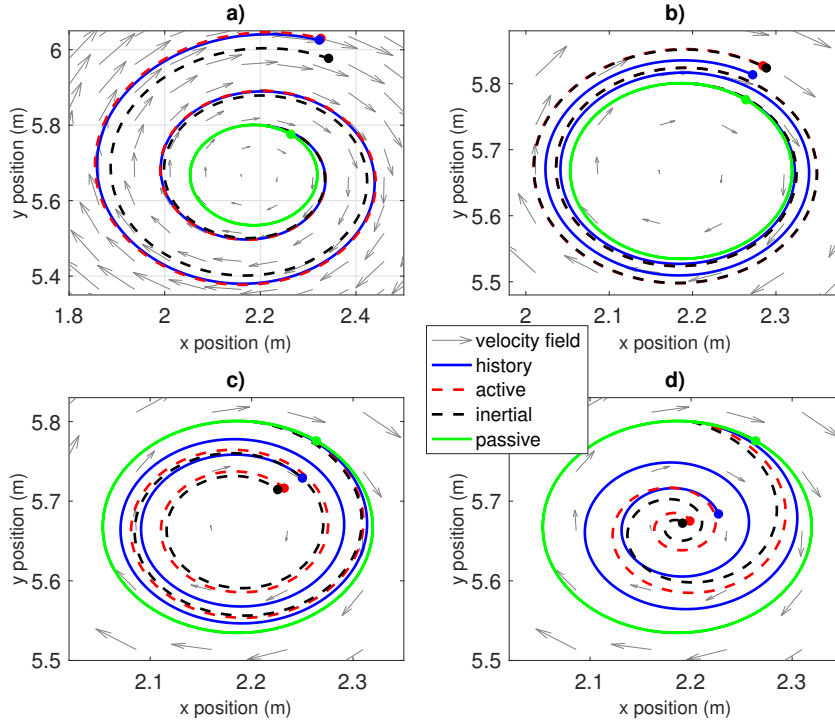 a)
6
5.8
5.6
5.4
y position (m)
1.8
2
2.2
2.4
x position (m)
b)
5.8
5.7
5.6
5.5
y position (m)
2
2.1
2.2
2.3
x position (m)
velocity field
history
active
inertial
passive
c)
5.8
5.7
5.6
5.5
y position (m)
2.1
2.2
2.3
x position (m)
d)
5.8
5.7
5.6
5.5
y position (m)
2.1
2.2
2.3
x position (m)